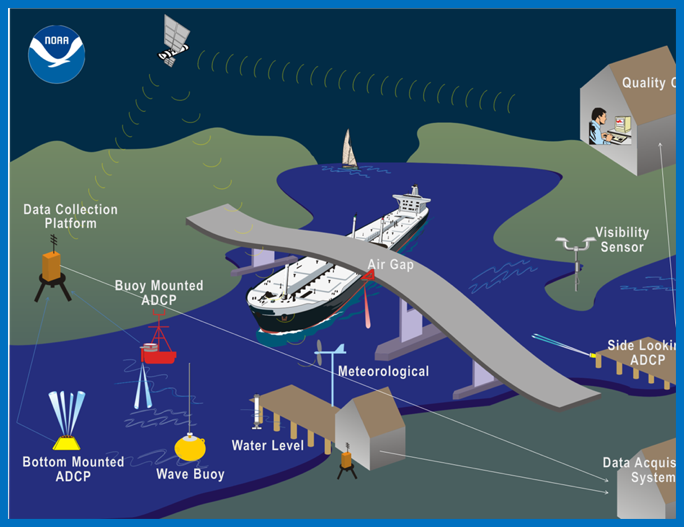 NOAA
Quality C
Data Collection
Platform
Visibility
Sensor
Air Gap
Buoy Mounted
ADCP
Side Lookin
ADCP
Meteorological
Water Level
Bottom Mounted
ADCP
Wave Buoy
Data Acquis
System